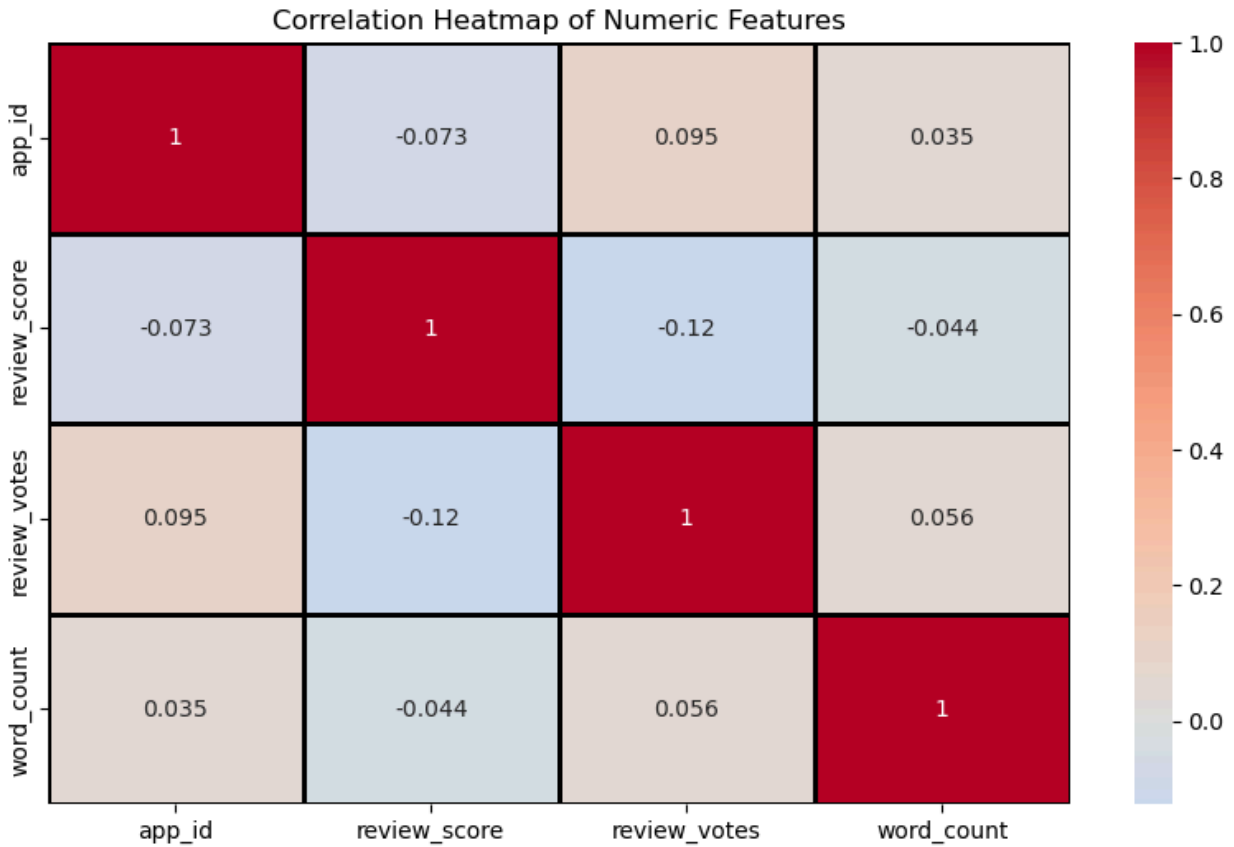 Correlation Heatmap of Numeric Features
app_id
1 -0.073 0.095 0.035
review_score
-0.073 1 -0.12 -0.044
review_votes
0.095 -0.12 1 0.056
word_count
0.035 -0.044 0.056 1
app_id review_score review_votes word_count
1.0
0.8
0.6
0.4
0.2
0.0